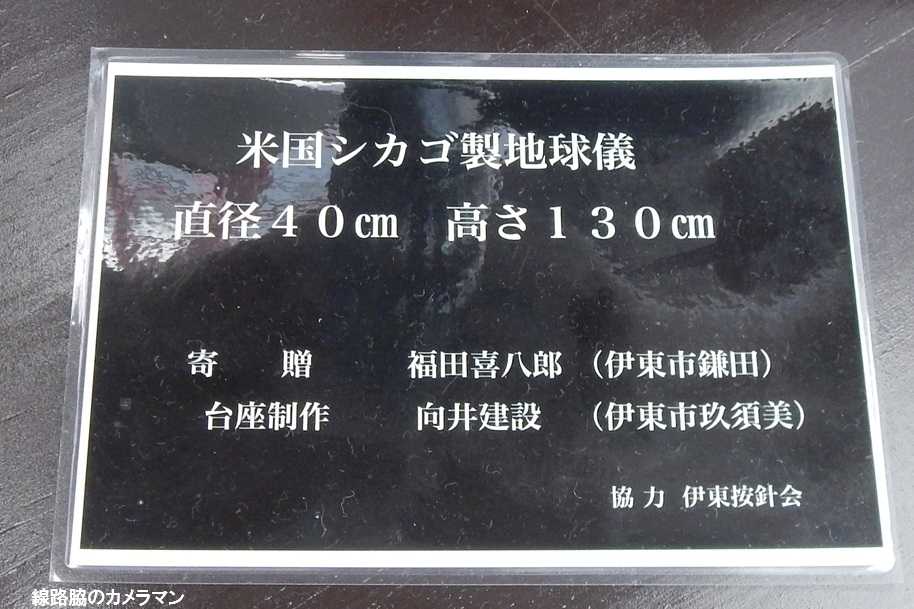 米国シカゴ製地球儀
直径４０㎝　高さ１３０㎝
寄　　贈　　　福田喜八郎　（伊東市鎌田）
台座制作　　　向井建設　（伊東市玖須美）
協 力　伊東按針会
線路脇のカメラマン